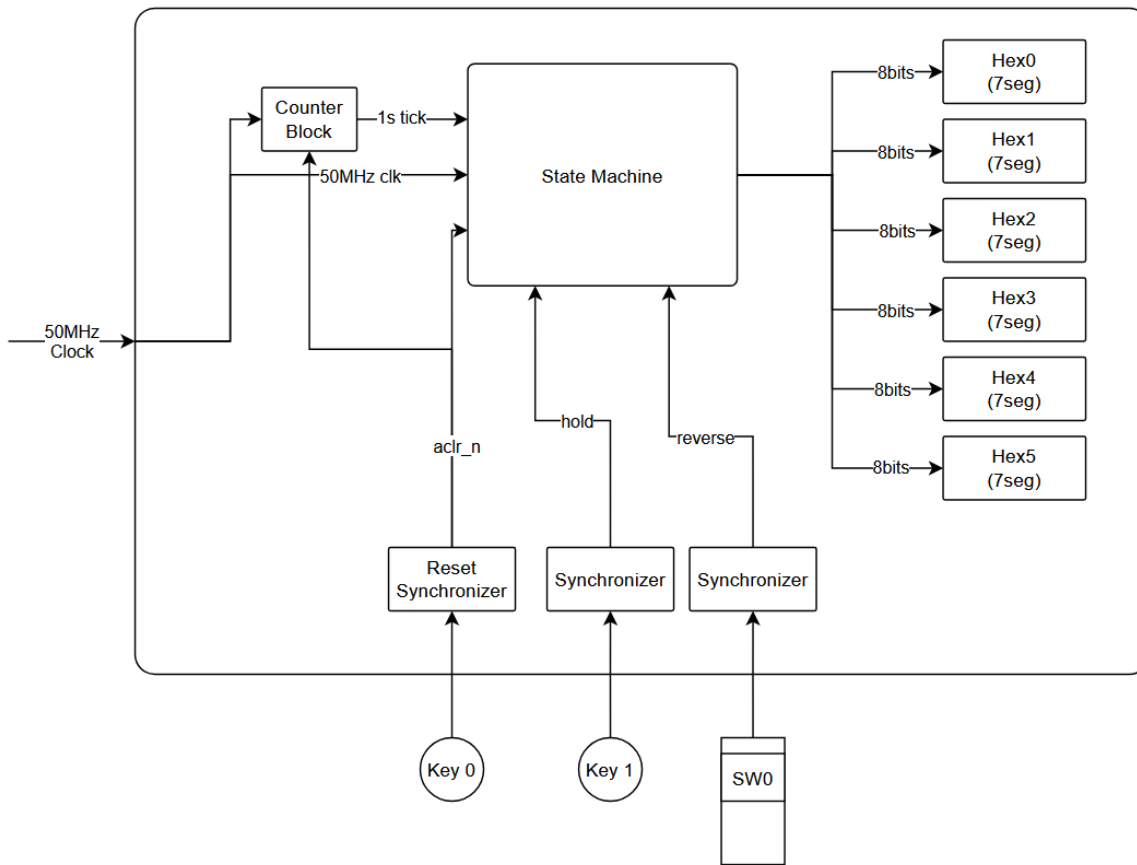 Counter
Block
1s tick
50MHz clk
State Machine
8bits
Hex0
(7seg)
8bits
Hex1
(7seg)
8bits
Hex2
(7seg)
8bits
Hex3
(7seg)
8bits
Hex4
(7seg)
8bits
Hex5
(7seg)
50MHz
Clock
hold
reverse
aclr_n
Reset
Synchronizer
Synchronizer
Synchronizer
Key 0
Key 1
SW0